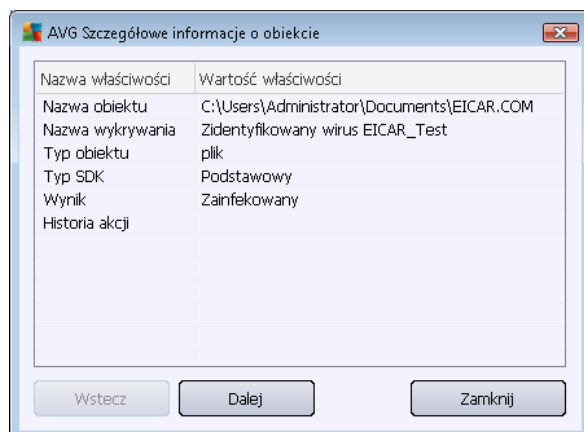 AVG Szczegółowe informacje o obiekcie
Nazwa właściwości Wartość właściwości
Nazwa obiektu C:\Users\Administrator\Documents\EICAR.COM
Nazwa wykrywania Zidentyfikowany wirus EICAR_Test
Typ obiektu plik
Typ SDK Podstawowy
Wynik Zainfekowany
Historia akcji
Wstecz Dalej Zamknij